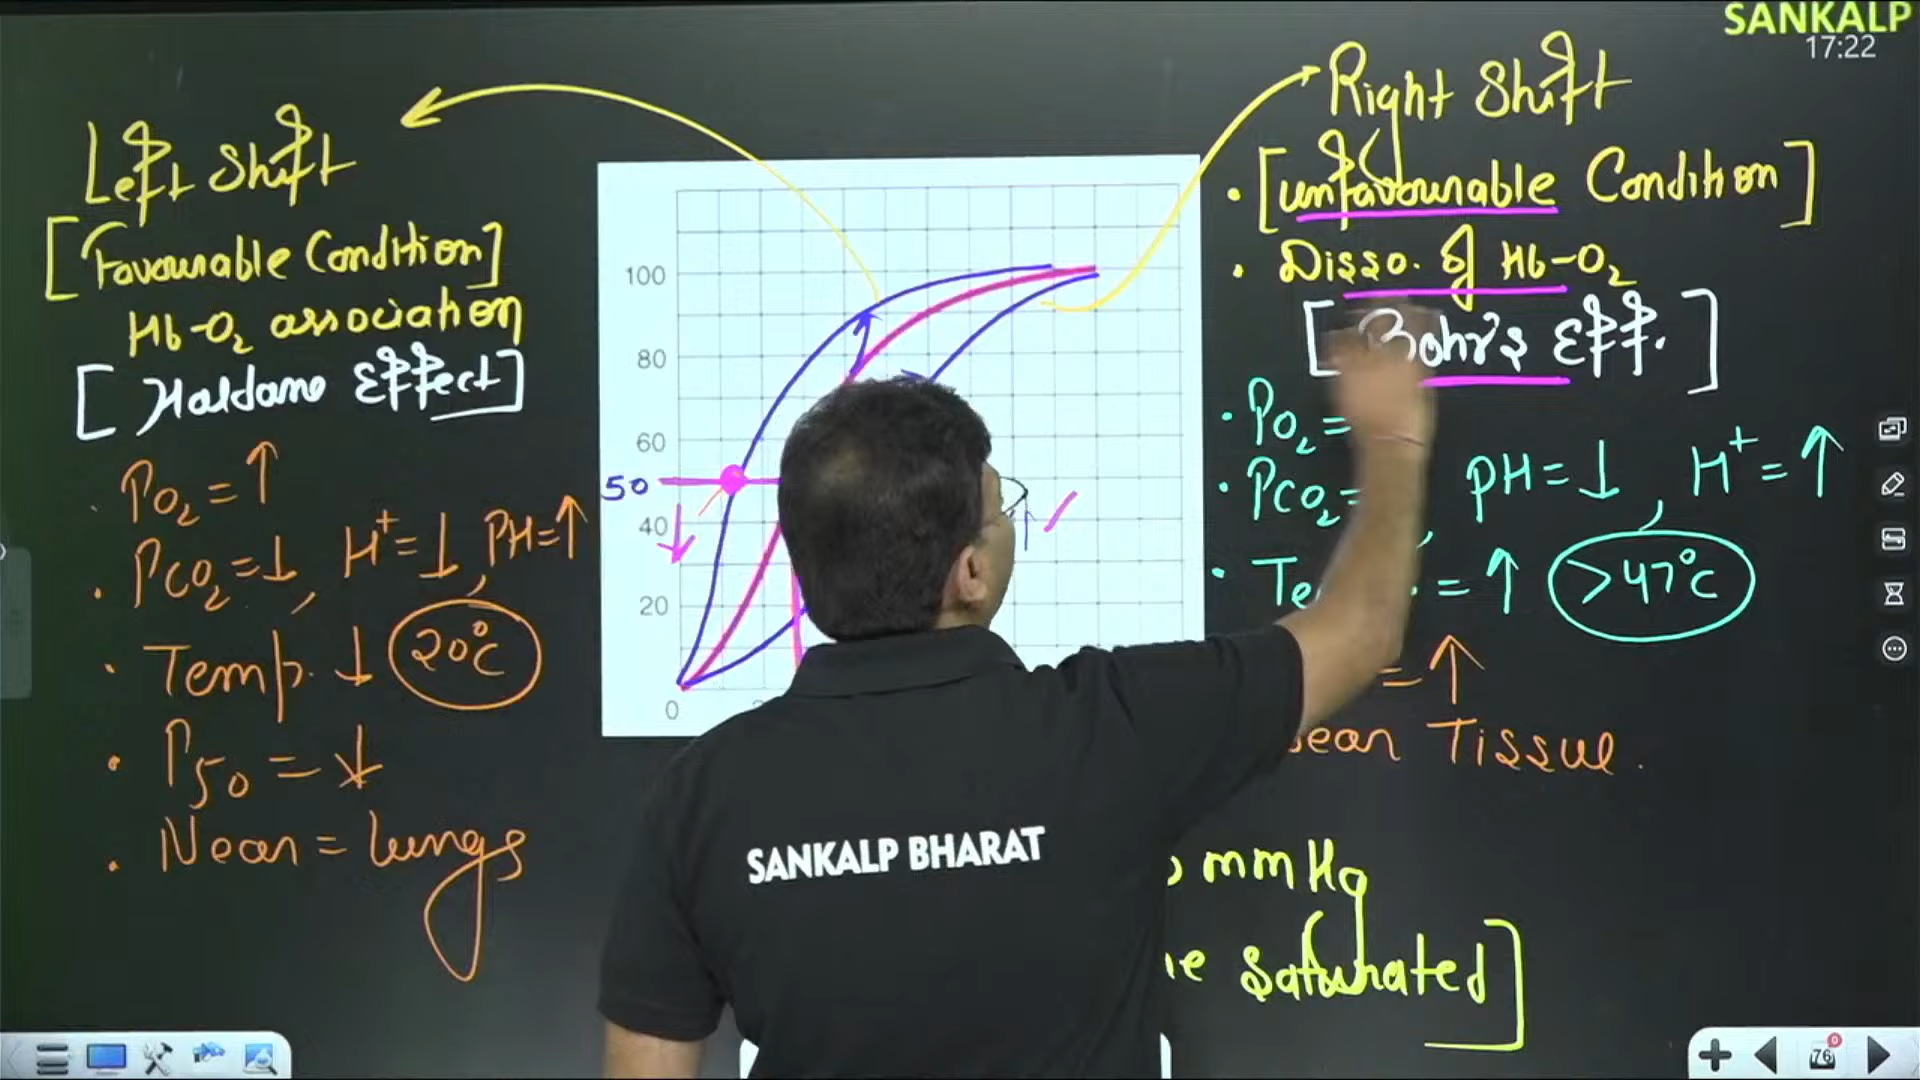 SANKALP
17:22
Left Shift
[Favourable Condition]
Hb-O₂ association
[Haldane Effect]
· PO₂ = ↑
· PCO₂ = ↓, H⁺ = ↓, PH = ↑
· Temp. ↓ 20°C
· P₅₀ = ↓
· Near = lungs
100
80
60
50
40
20
0
Right Shift
· [unfavourable Condition]
· Disso. of Hb-O₂
[Bohr's Eff.]
· PO₂ =
· PCO₂ = , pH = ↓, H⁺ = ↑
· Te = ↑ >47°C
= ↑
Near Tissue.
mmHg
Saturated]
SANKALP BHARAT
76
0